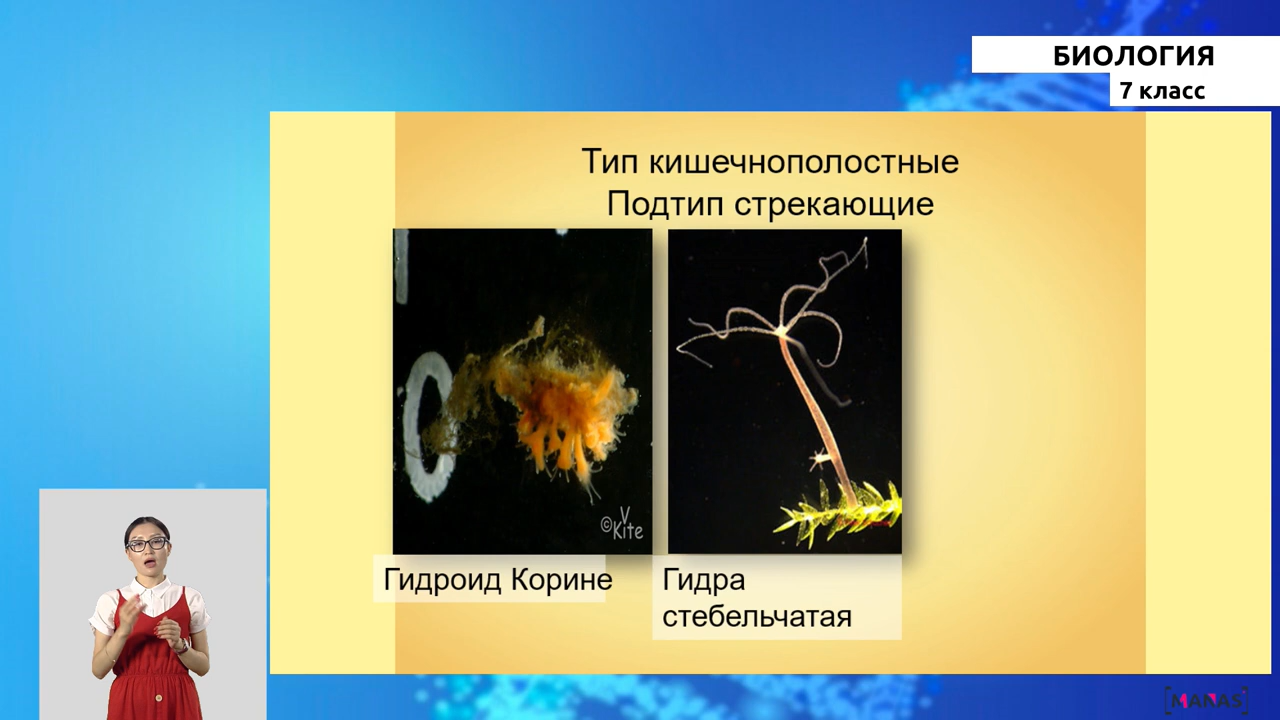 БИОЛОГИЯ
7 класс
Тип кишечнополостные
Подтип стрекающие
©
V
Kite
Гидроид Корине
Гидра
стебельчатая
MANAS